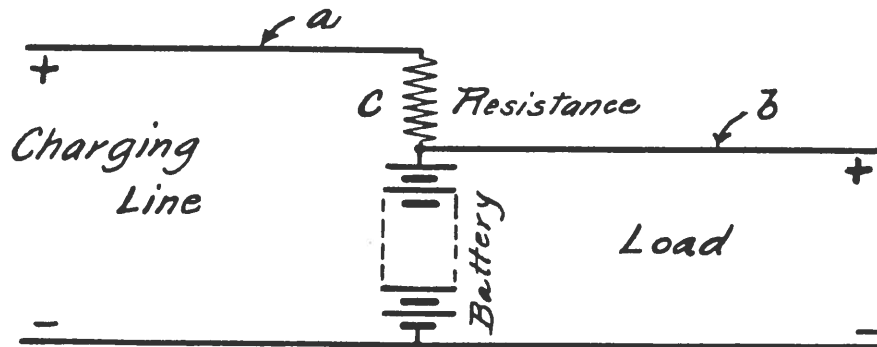 a
+
C Resistance
b
Charging
Line
+
Battery
Load
-
-